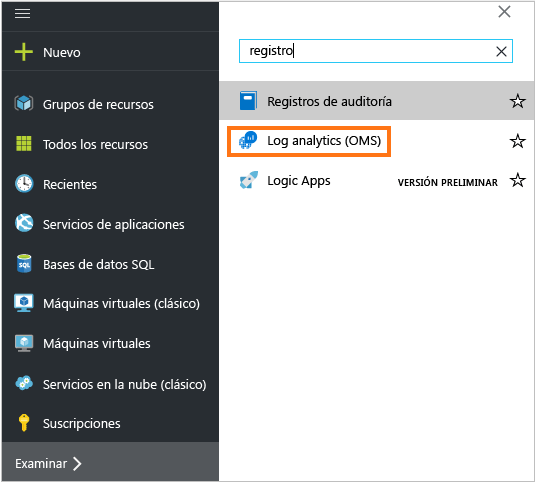 Nuevo
Grupos de recursos
Todos los recursos
Recientes
Servicios de aplicaciones
SQL
Bases de datos SQL
Máquinas virtuales (clásico)
Máquinas virtuales
Servicios en la nube (clásico)
Suscripciones
Examinar
registro
Registros de auditoría
Log analytics (OMS)
Logic Apps VERSIÓN PRELIMINAR